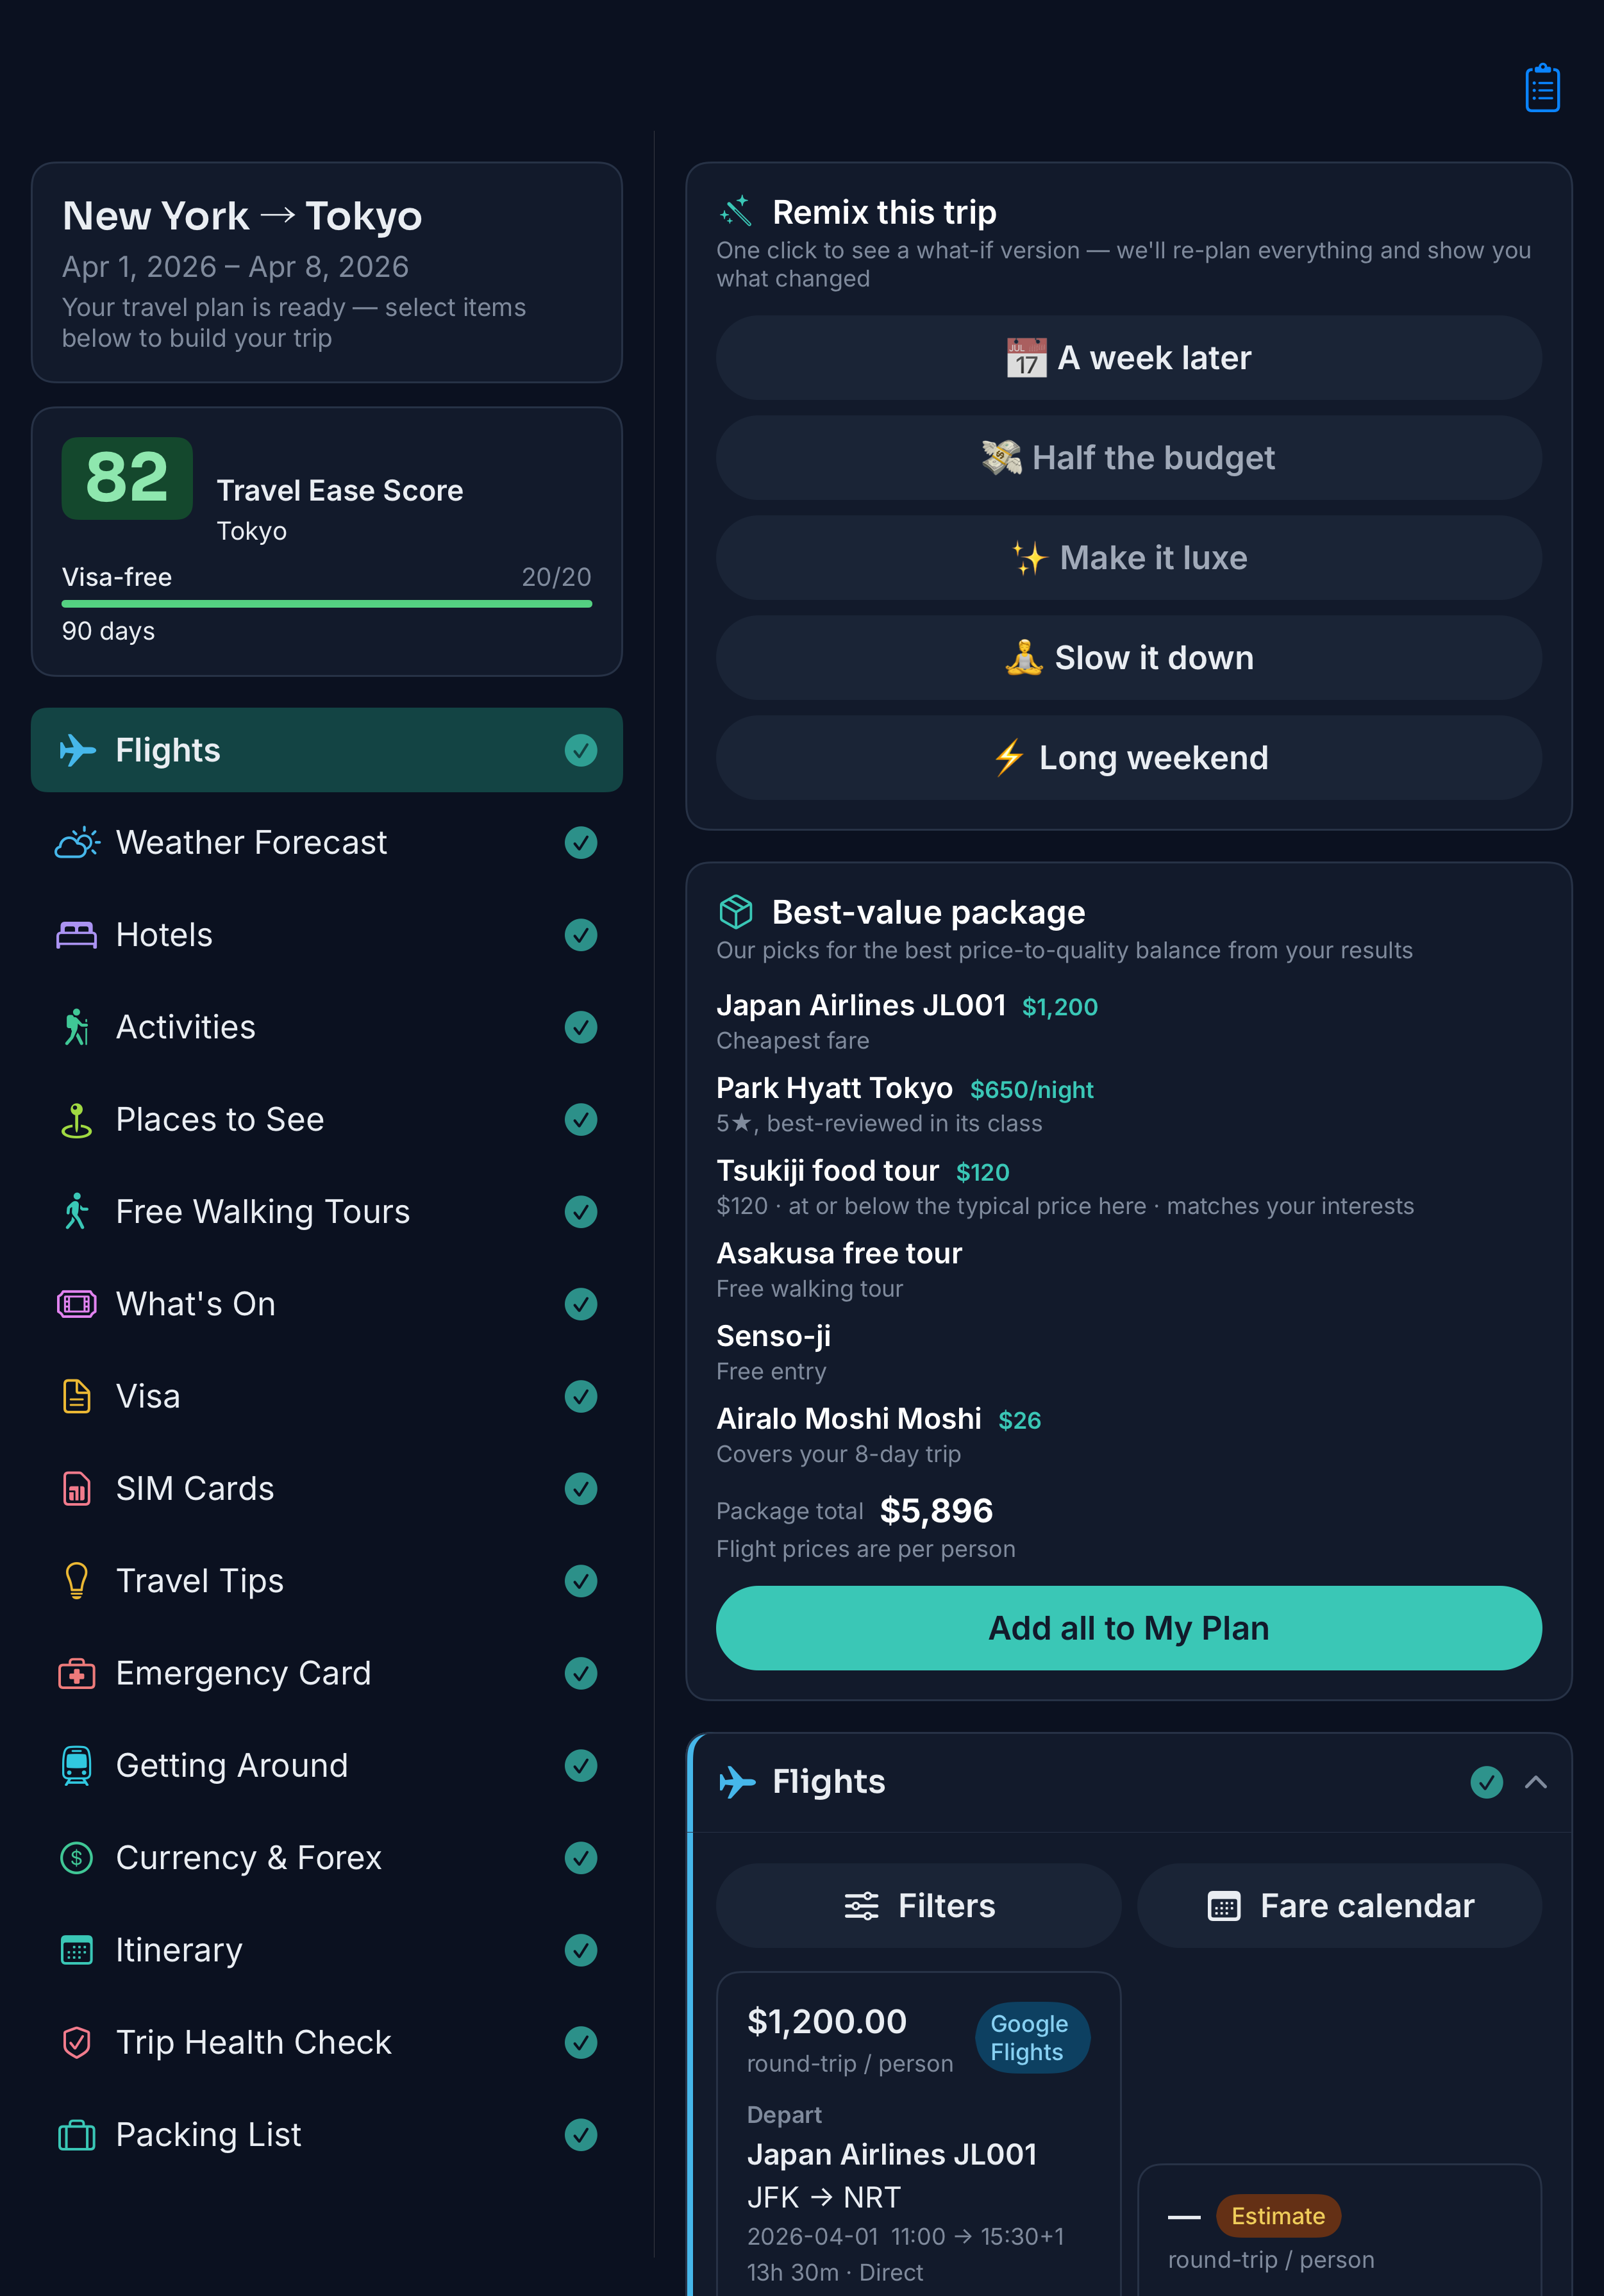 New York → Tokyo
Apr 1, 2026 – Apr 8, 2026
Your travel plan is ready — select items
below to build your trip
82
Travel Ease Score
Tokyo
Visa-free 20/20
90 days
Flights
Weather Forecast
Hotels
Activities
Places to See
Free Walking Tours
What's On
Visa
SIM Cards
Travel Tips
Emergency Card
Getting Around
Currency & Forex
Itinerary
Trip Health Check
Packing List
Remix this trip
One click to see a what-if version — we'll re-plan everything and show you
what changed
JUL 17 A week later
Half the budget
Make it luxe
Slow it down
Long weekend
Best-value package
Our picks for the best price-to-quality balance from your results
Japan Airlines JL001 $1,200
Cheapest fare
Park Hyatt Tokyo $650/night
5★, best-reviewed in its class
Tsukiji food tour $120
$120 · at or below the typical price here · matches your interests
Asakusa free tour
Free walking tour
Senso-ji
Free entry
Airalo Moshi Moshi $26
Covers your 8-day trip
Package total $5,896
Flight prices are per person
Add all to My Plan
Flights
Filters
Fare calendar
$1,200.00
round-trip / person
Google
Flights
Depart
Japan Airlines JL001
JFK → NRT
2026-04-01 11:00 → 15:30+1
13h 30m · Direct
— Estimate
round-trip / person